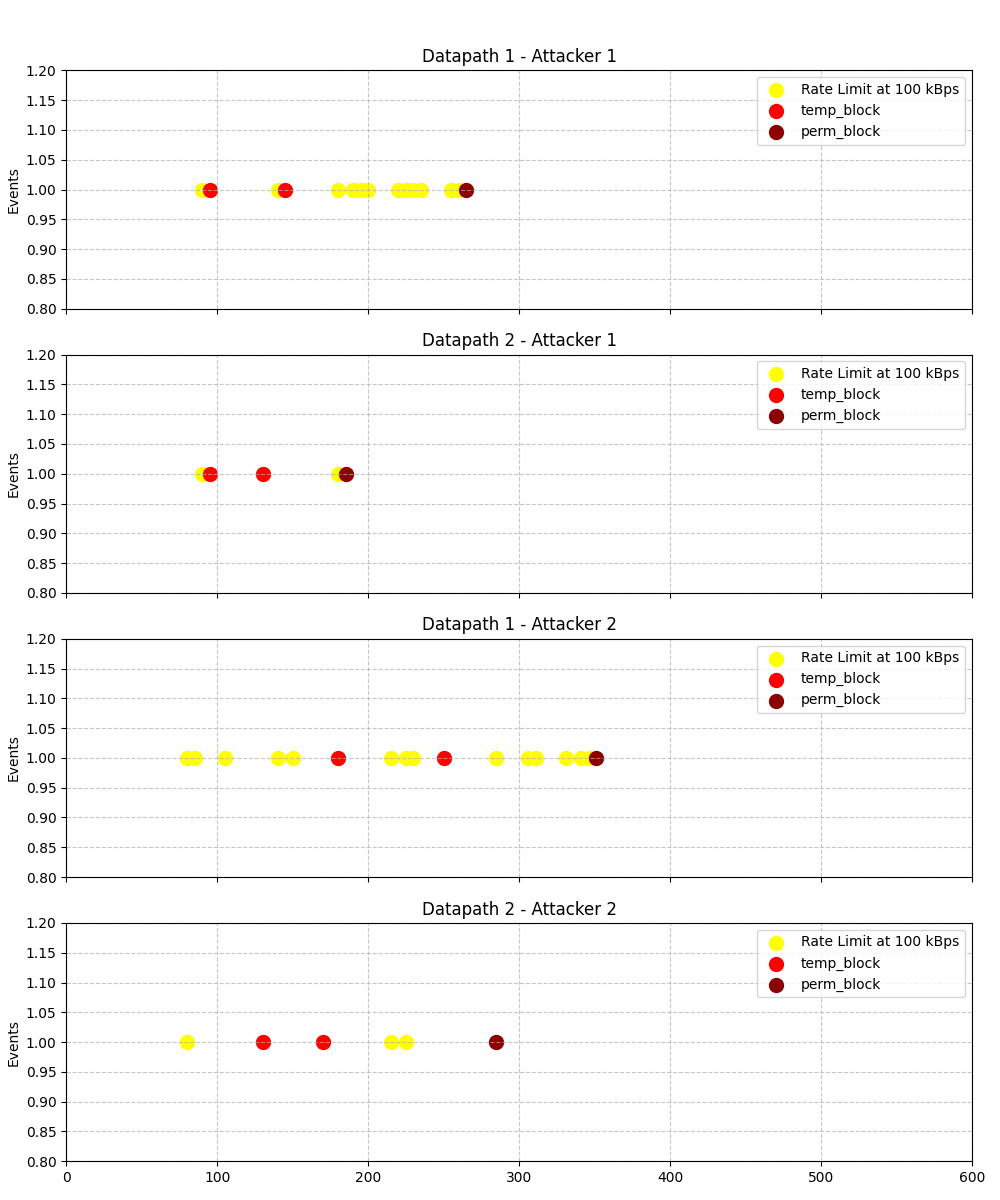 Datapath 1 - Attacker 1
1.20
1.15
1.10
1.05
1.00
0.95
0.90
0.85
0.80
Events
Rate Limit at 100 kBps
temp_block
perm_block
Datapath 2 - Attacker 1
1.20
1.15
1.10
1.05
1.00
0.95
0.90
0.85
0.80
Events
Rate Limit at 100 kBps
temp_block
perm_block
Datapath 1 - Attacker 2
1.20
1.15
1.10
1.05
1.00
0.95
0.90
0.85
0.80
Events
Rate Limit at 100 kBps
temp_block
perm_block
Datapath 2 - Attacker 2
1.20
1.15
1.10
1.05
1.00
0.95
0.90
0.85
0.80
Events
Rate Limit at 100 kBps
temp_block
perm_block
0 100 200 300 400 500 600